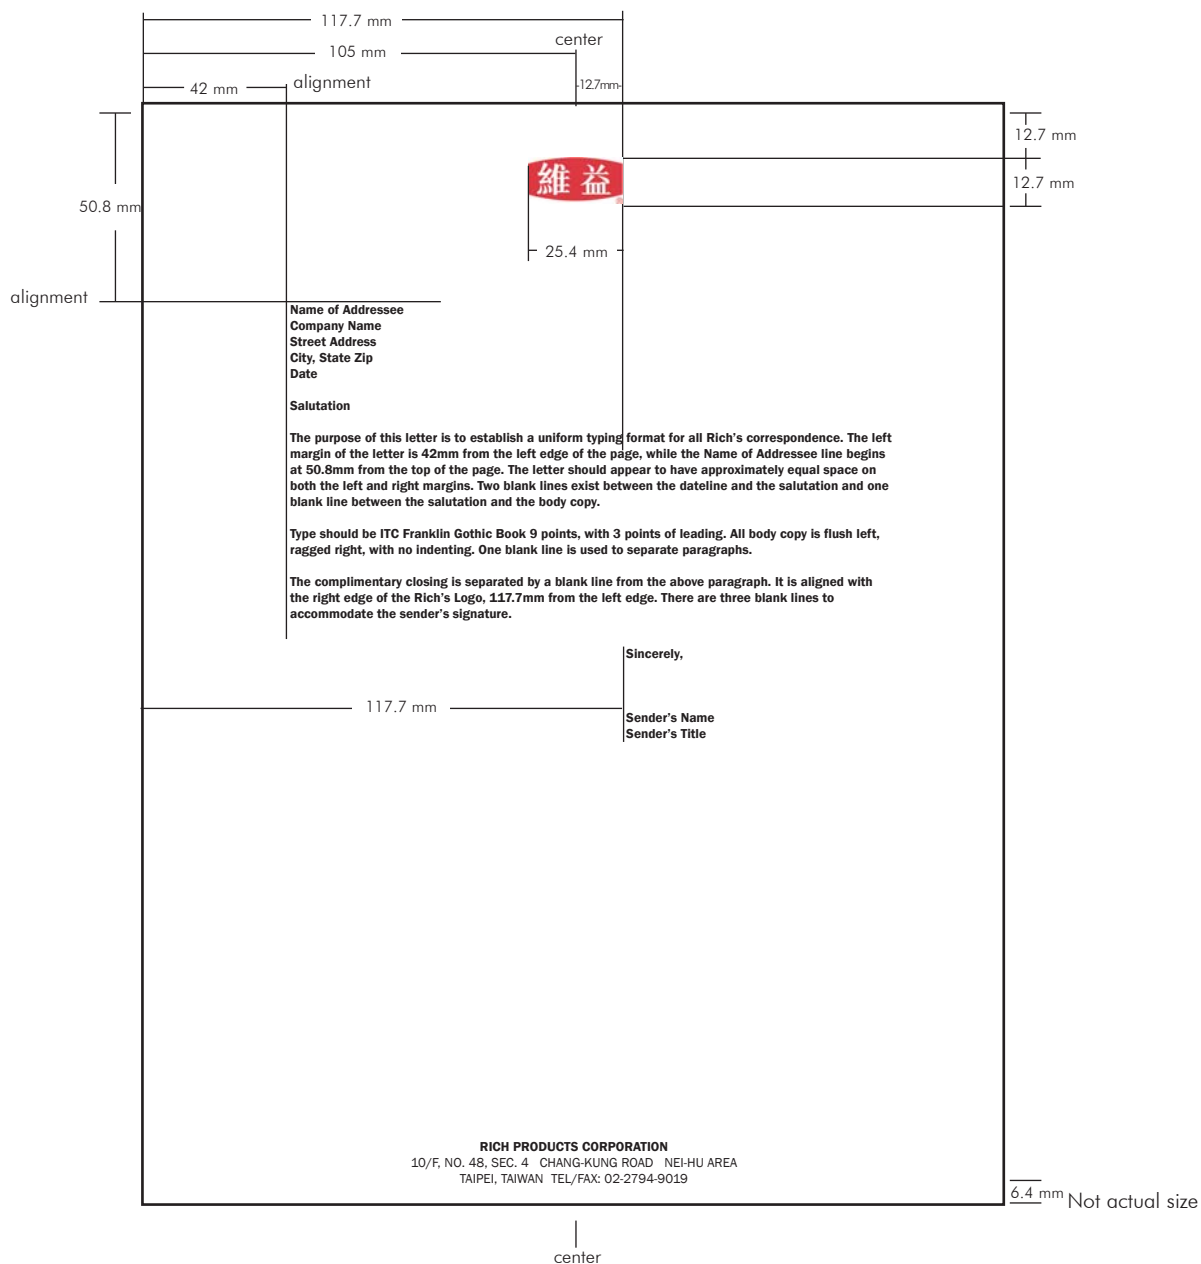 117.7 mm
center
105 mm
alignment
42 mm
12.7mm
12.7 mm
維益
®
12.7 mm
50.8 mm
25.4 mm
alignment
Name of Addressee
Company Name
Street Address
City, State Zip
Date
Salutation
The purpose of this letter is to establish a uniform typing format for all Rich's correspondence. The left
margin of the letter is 42mm from the left edge of the page, while the Name of Addressee line begins
at 50.8mm from the top of the page. The letter should appear to have approximately equal space on
both the left and right margins. Two blank lines exist between the dateline and the salutation and one
blank line between the salutation and the body copy.
Type should be ITC Franklin Gothic Book 9 points, with 3 points of leading. All body copy is flush left,
ragged right, with no indenting. One blank line is used to separate paragraphs.
The complimentary closing is separated by a blank line from the above paragraph. It is aligned with
the right edge of the Rich's Logo, 117.7mm from the left edge. There are three blank lines to
accommodate the sender's signature.
Sincerely,
117.7 mm
Sender's Name
Sender's Title
RICH PRODUCTS CORPORATION
10/F, NO. 48, SEC. 4 CHANG-KUNG ROAD NEI-HU AREA
TAIPEI, TAIWAN TEL/FAX: 02-2794-9019
6.4 mm
Not actual size
center